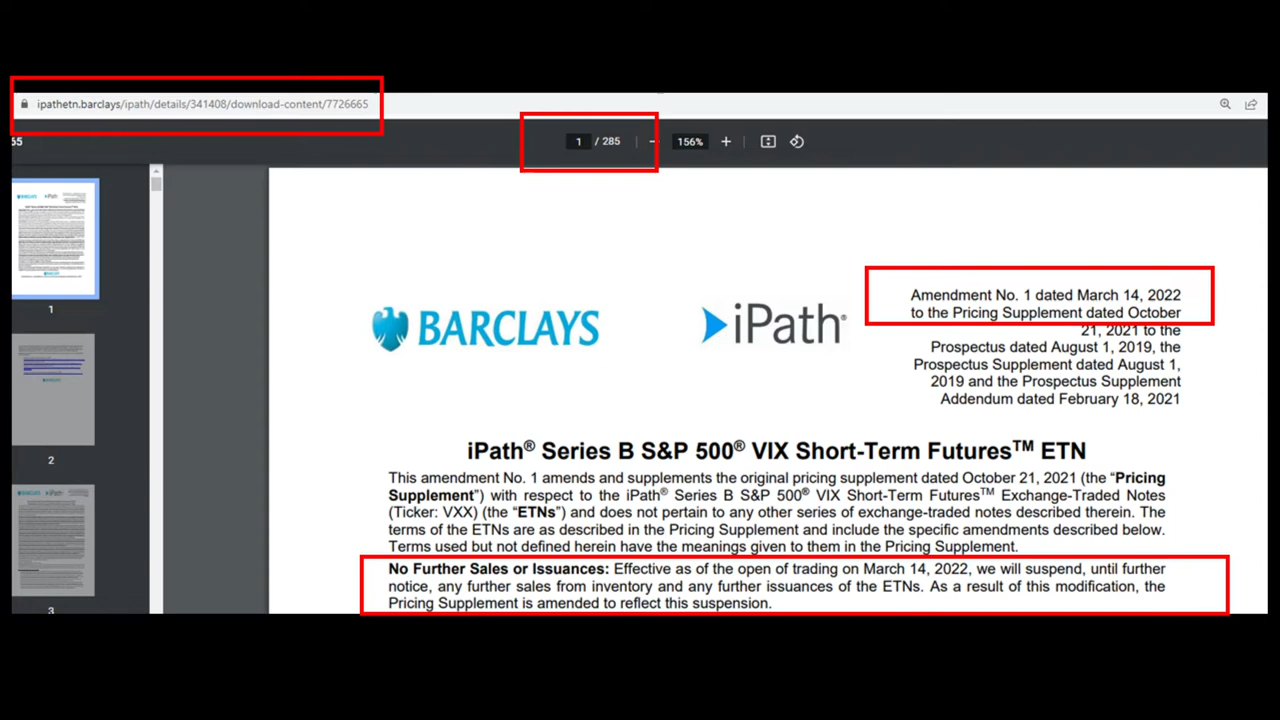 ipathetn.barclays/ipath/details/341408/download-content/7726665
65
1 / 285
156%
BARCLAYS
iPath®
Amendment No. 1 dated March 14, 2022
to the Pricing Supplement dated October
21, 2021 to the
Prospectus dated August 1, 2019, the
Prospectus Supplement dated August 1,
2019 and the Prospectus Supplement
Addendum dated February 18, 2021
iPath® Series B S&P 500® VIX Short-Term Futures™ ETN
This amendment No. 1 amends and supplements the original pricing supplement dated October 21, 2021 (the “Pricing
Supplement”) with respect to the iPath® Series B S&P 500® VIX Short-Term Futures™ Exchange-Traded Notes
(Ticker: VXX) (the “ETNs”) and does not pertain to any other series of exchange-traded notes described therein. The
terms of the ETNs are as described in the Pricing Supplement and include the specific amendments described below.
Terms used but not defined herein have the meanings given to them in the Pricing Supplement.
No Further Sales or Issuances: Effective as of the open of trading on March 14, 2022, we will suspend, until further
notice, any further sales from inventory and any further issuances of the ETNs. As a result of this modification, the
Pricing Supplement is amended to reflect this suspension.
BARCLAYS
iPath
1
2
BARCLAYS
iPath
3